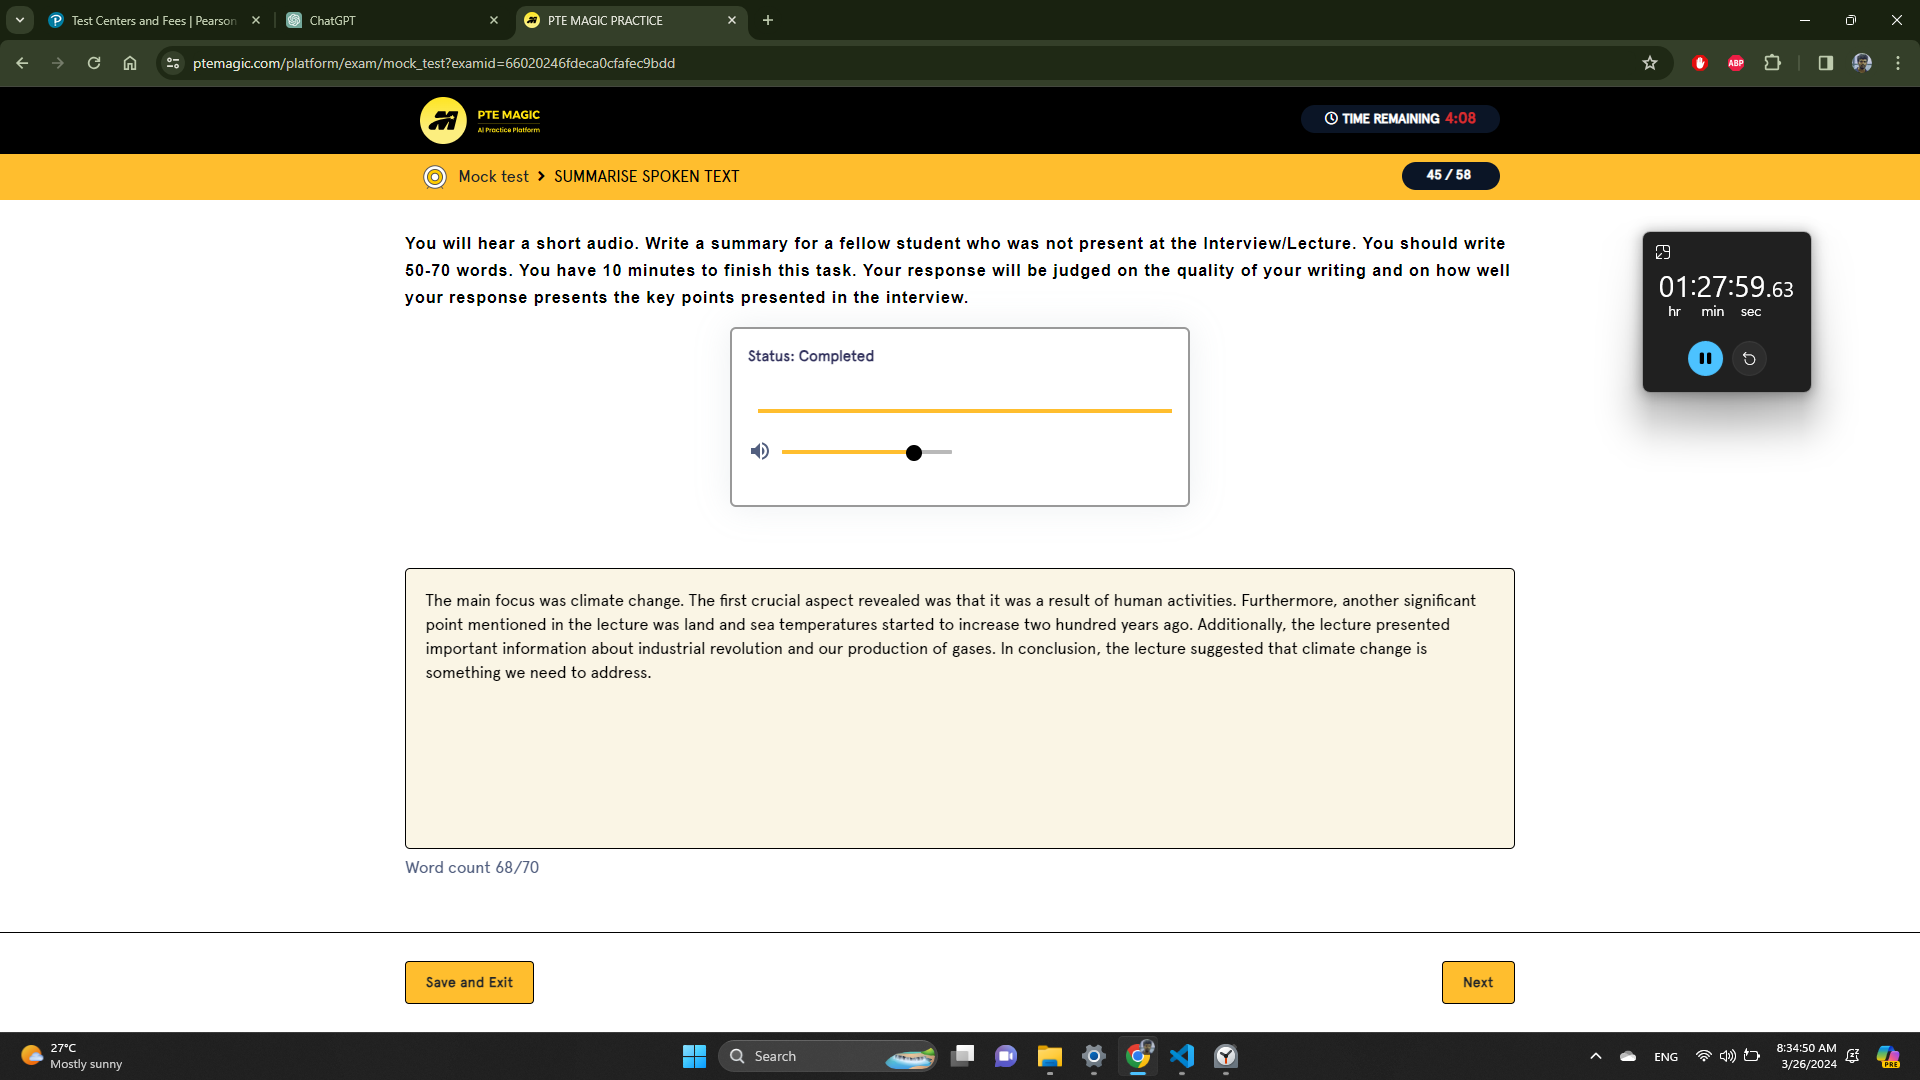 Test Centers and Fees | Pearson
ChatGPT
PTE MAGIC PRACTICE
ptemagic.com/platform/exam/mock_test?examid=66020246fdeca0cfafec9bdd
ABP
PTE MAGIC
AI Practice Platform
TIME REMAINING 4:08
Mock test > SUMMARISE SPOKEN TEXT
45 / 58
You will hear a short audio. Write a summary for a fellow student who was not present at the Interview/Lecture. You should write
50-70 words. You have 10 minutes to finish this task. Your response will be judged on the quality of your writing and on how well
your response presents the key points presented in the interview.
01:27:59.63
hr min sec
Status: Completed
The main focus was climate change. The first crucial aspect revealed was that it was a result of human activities. Furthermore, another significant
point mentioned in the lecture was land and sea temperatures started to increase two hundred years ago. Additionally, the lecture presented
important information about industrial revolution and our production of gases. In conclusion, the lecture suggested that climate change is
something we need to address.
Word count 68/70
Save and Exit
Next
27°C
Mostly sunny
Search
ENG
8:34:50 AM
3/26/2024
PRE